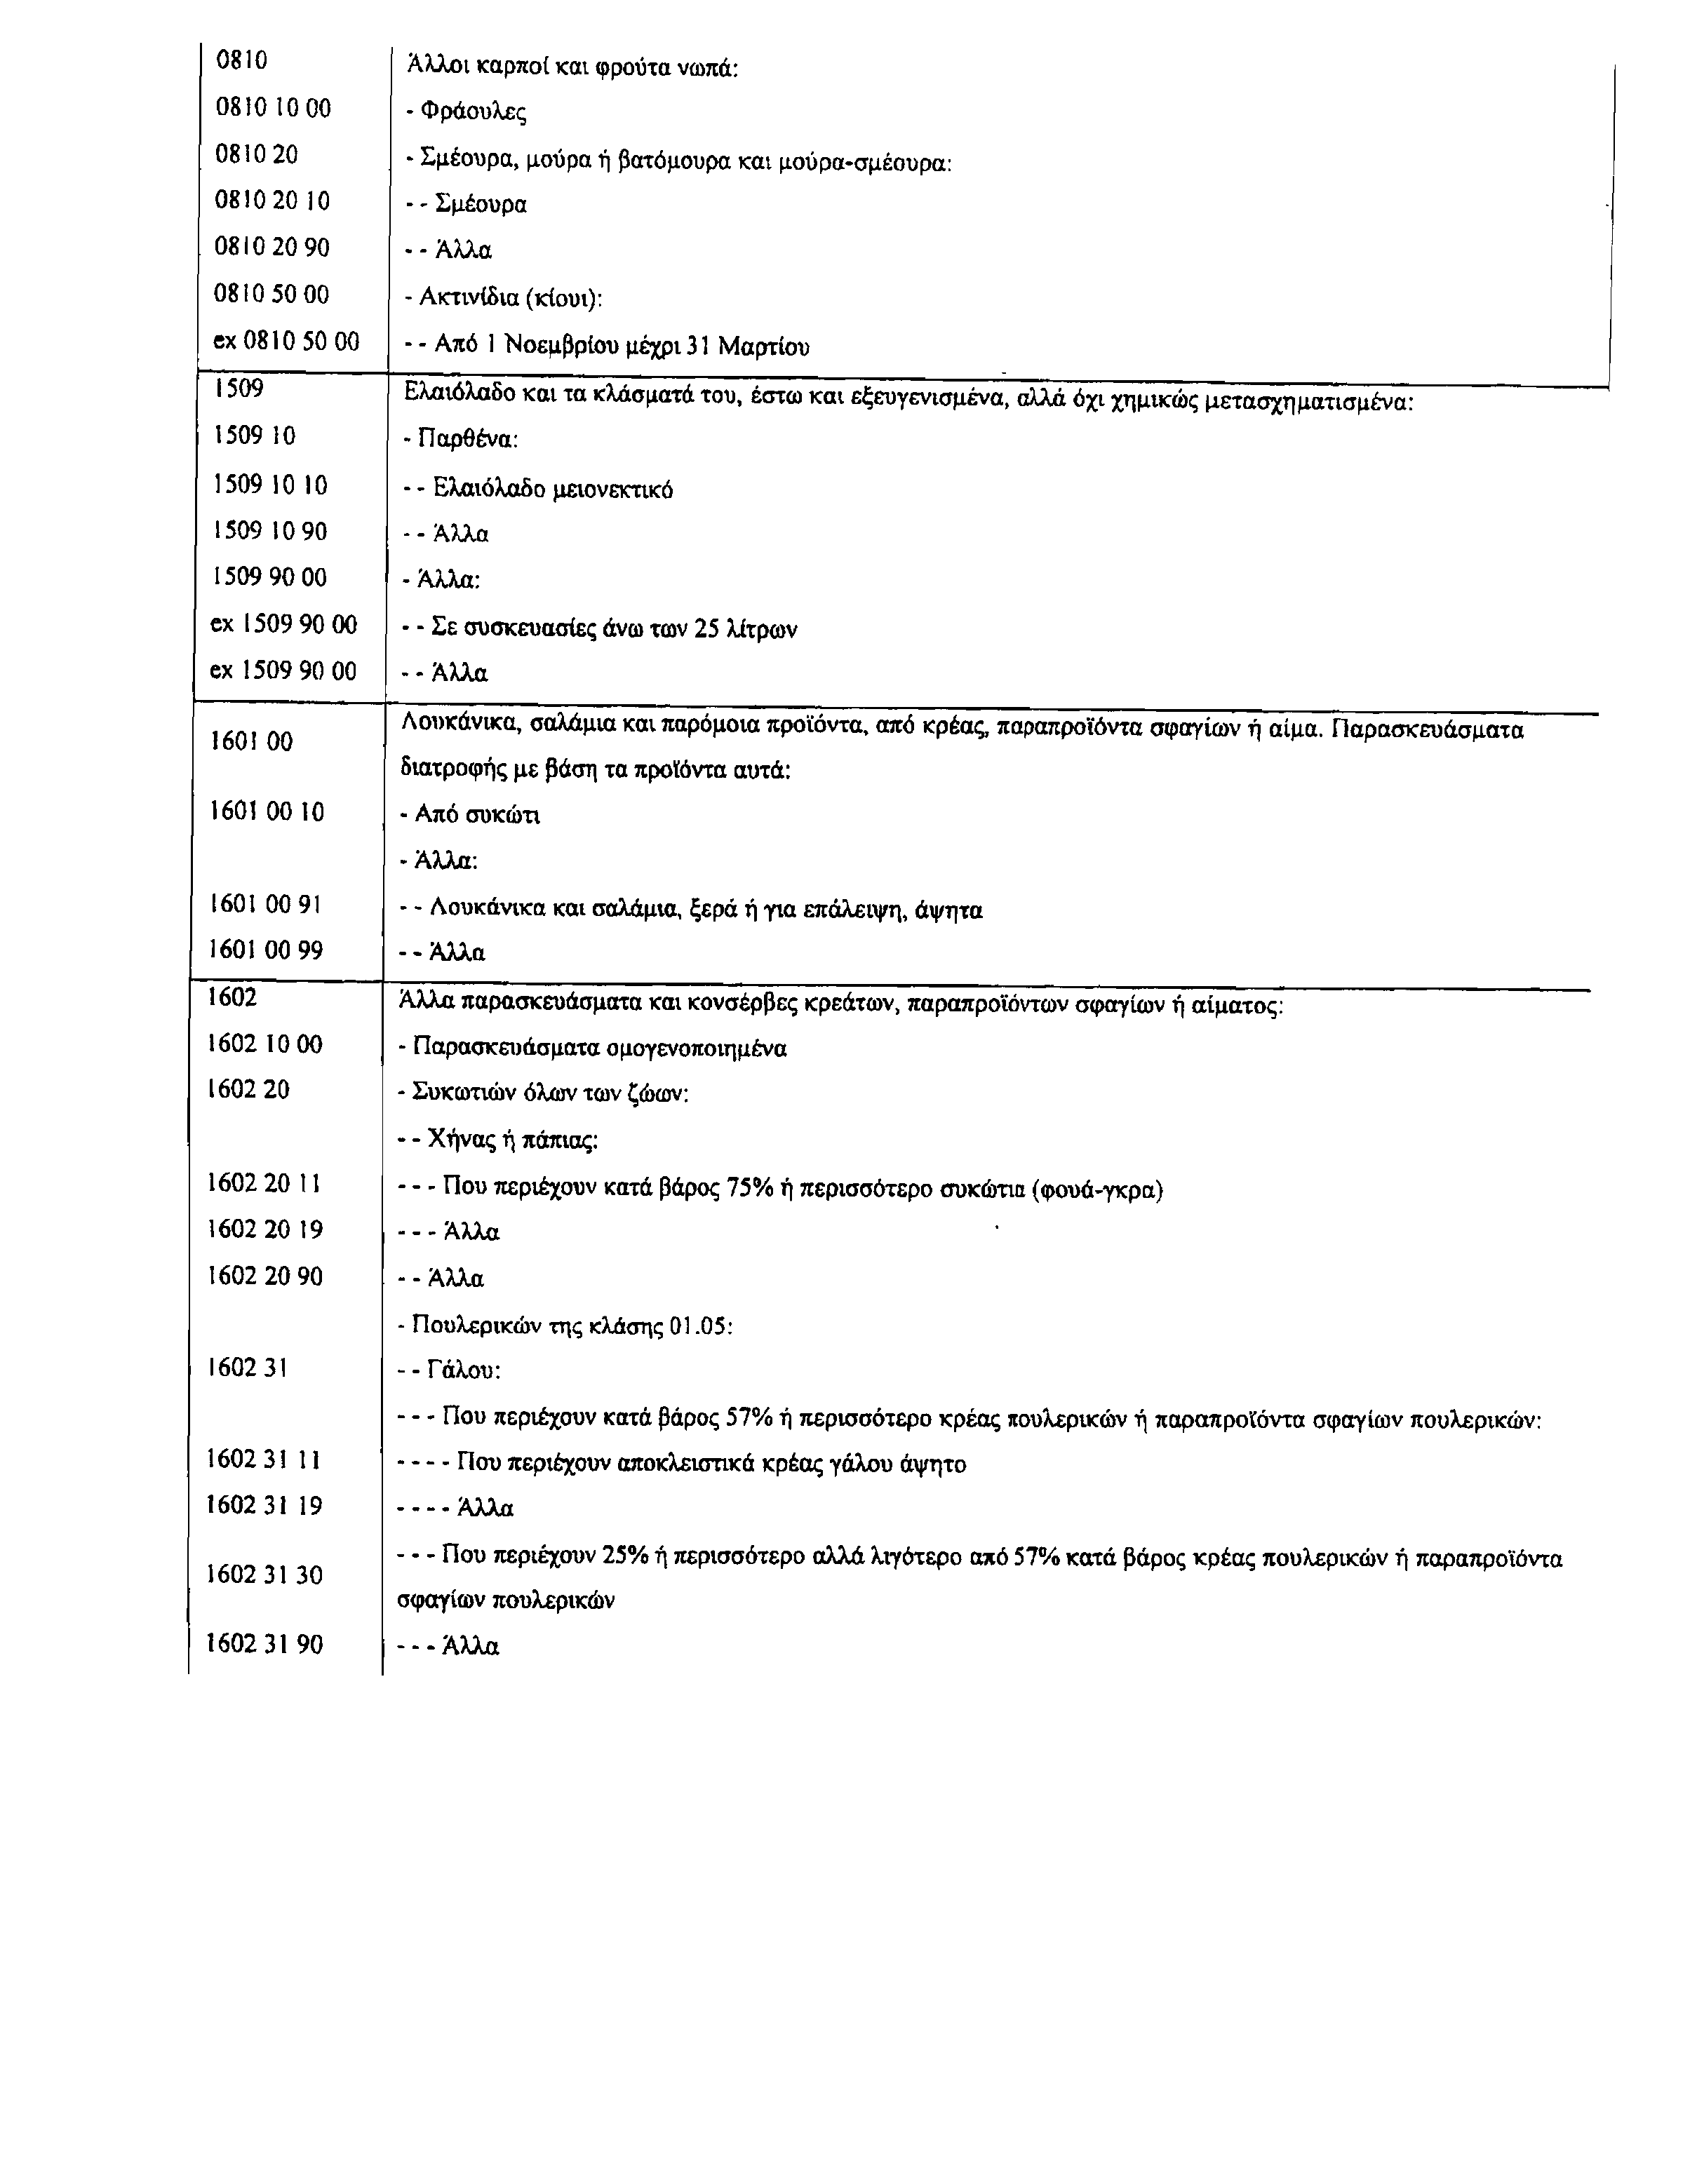 0810 Άλλοι καρποί και φρούτα νωπά:
0810 10 00 - Φράουλες
0810 20 - Σμέουρα, μούρα ή βατόμουρα και μούρα-σμέουρα:
0810 20 10 - - Σμέουρα
0810 20 90 - - Άλλα
0810 50 00 - Ακτινίδια (κίουι):
ex 0810 50 00 - - Από 1 Νοεμβρίου μέχρι 31 Μαρτίου
1509 Ελαιόλαδο και τα κλάσματά του, έστω και εξευγενισμένα, αλλά όχι χημικώς μετασχηματισμένα:
1509 10 - Παρθένα:
1509 10 10 - - Ελαιόλαδο μειονεκτικό
1509 10 90 - - Άλλα
1509 90 00 - Άλλα:
ex 1509 90 00 - - Σε συσκευασίες άνω των 25 λίτρων
ex 1509 90 00 - - Άλλα
1601 00 Λουκάνικα, σαλάμια και παρόμοια προϊόντα, από κρέας, παραπροϊόντα σφαγίων ή αίμα. Παρασκευάσματα
διατροφής με βάση τα προϊόντα αυτά:
1601 00 10 - Από συκώτι
- Άλλα:
1601 00 91 - - Λουκάνικα και σαλάμια, ξερά ή για επάλειψη, άψητα
1601 00 99 - - Άλλα
1602 Άλλα παρασκευάσματα και κονσέρβες κρεάτων, παραπροϊόντων σφαγίων ή αίματος:
1602 10 00 - Παρασκευάσματα ομογενοποιημένα
1602 20 - Συκωτιών όλων των ζώων:
- - Χήνας ή πάπιας:
1602 20 11 - - - Που περιέχουν κατά βάρος 75% ή περισσότερο συκώτια (φουά-γκρα)
1602 20 19 - - - Άλλα
1602 20 90 - - Άλλα
- Πουλερικών της κλάσης 01.05:
1602 31 - - Γάλου:
- - - Που περιέχουν κατά βάρος 57% ή περισσότερο κρέας πουλερικών ή παραπροϊόντα σφαγίων πουλερικών:
1602 31 11 - - - - Που περιέχουν αποκλειστικά κρέας γάλου άψητο
1602 31 19 - - - - Άλλα
1602 31 30 - - - Που περιέχουν 25% ή περισσότερο αλλά λιγότερο από 57% κατά βάρος κρέας πουλερικών ή παραπροϊόντα
σφαγίων πουλερικών
1602 31 90 - - - Άλλα